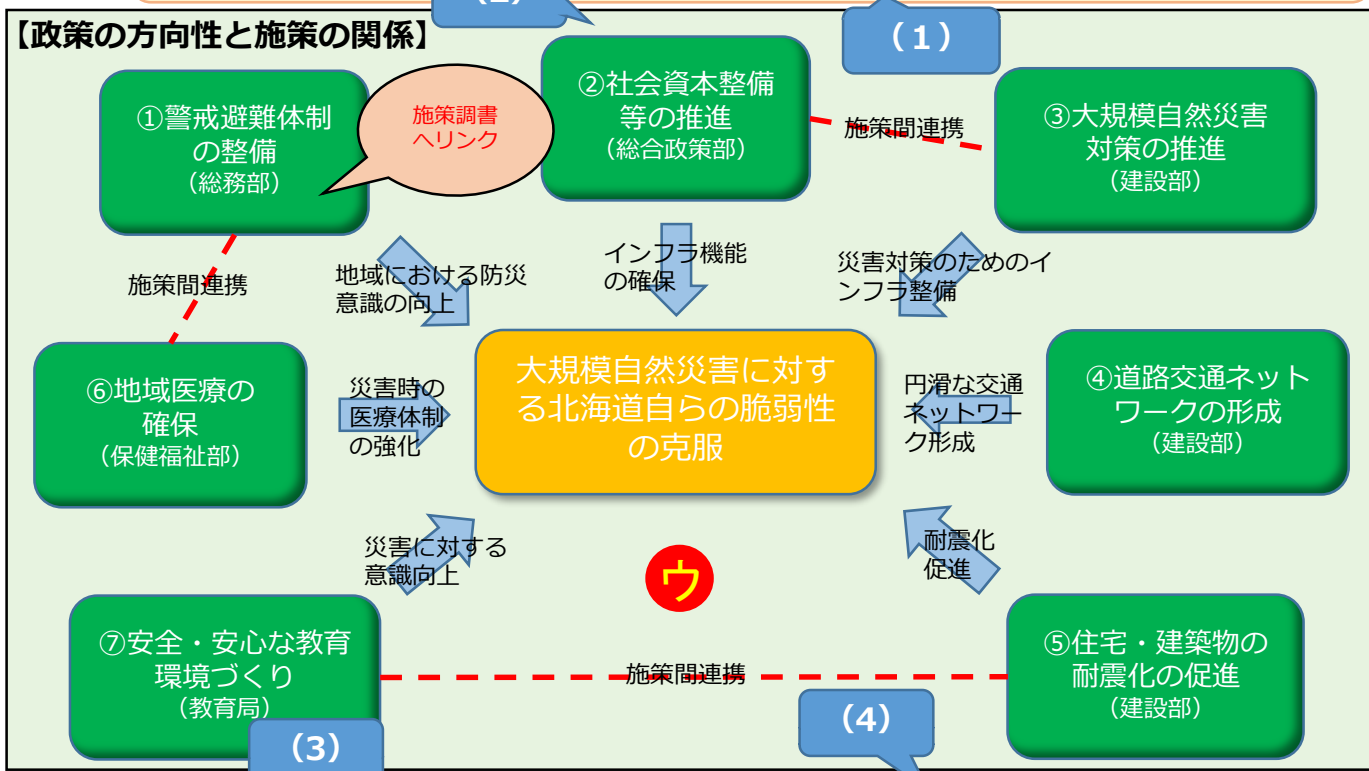 （1）
【政策の方向性と施策の関係】
①警戒避難体制
の整備
（総務部）
施策調書
へリンク
②社会資本整備
等の推進
（総合政策部）
施策間連携
③大規模自然災害
対策の推進
（建設部）
施策間連携
地域における防災
意識の向上
インフラ機能
の確保
災害対策のためのイ
ンフラ整備
⑥地域医療の
確保
（保健福祉部）
災害時の
医療体制
の強化
大規模自然災害に対す
る北海道自らの脆弱性
の克服
円滑な交通
ネットワー
ク形成
④道路交通ネット
ワークの形成
（建設部）
災害に対する
意識向上
ウ
耐震化
促進
⑦安全・安心な教育
環境づくり
（教育局）
施策間連携
⑤住宅・建築物の
耐震化の促進
（建設部）
（3）
（4）